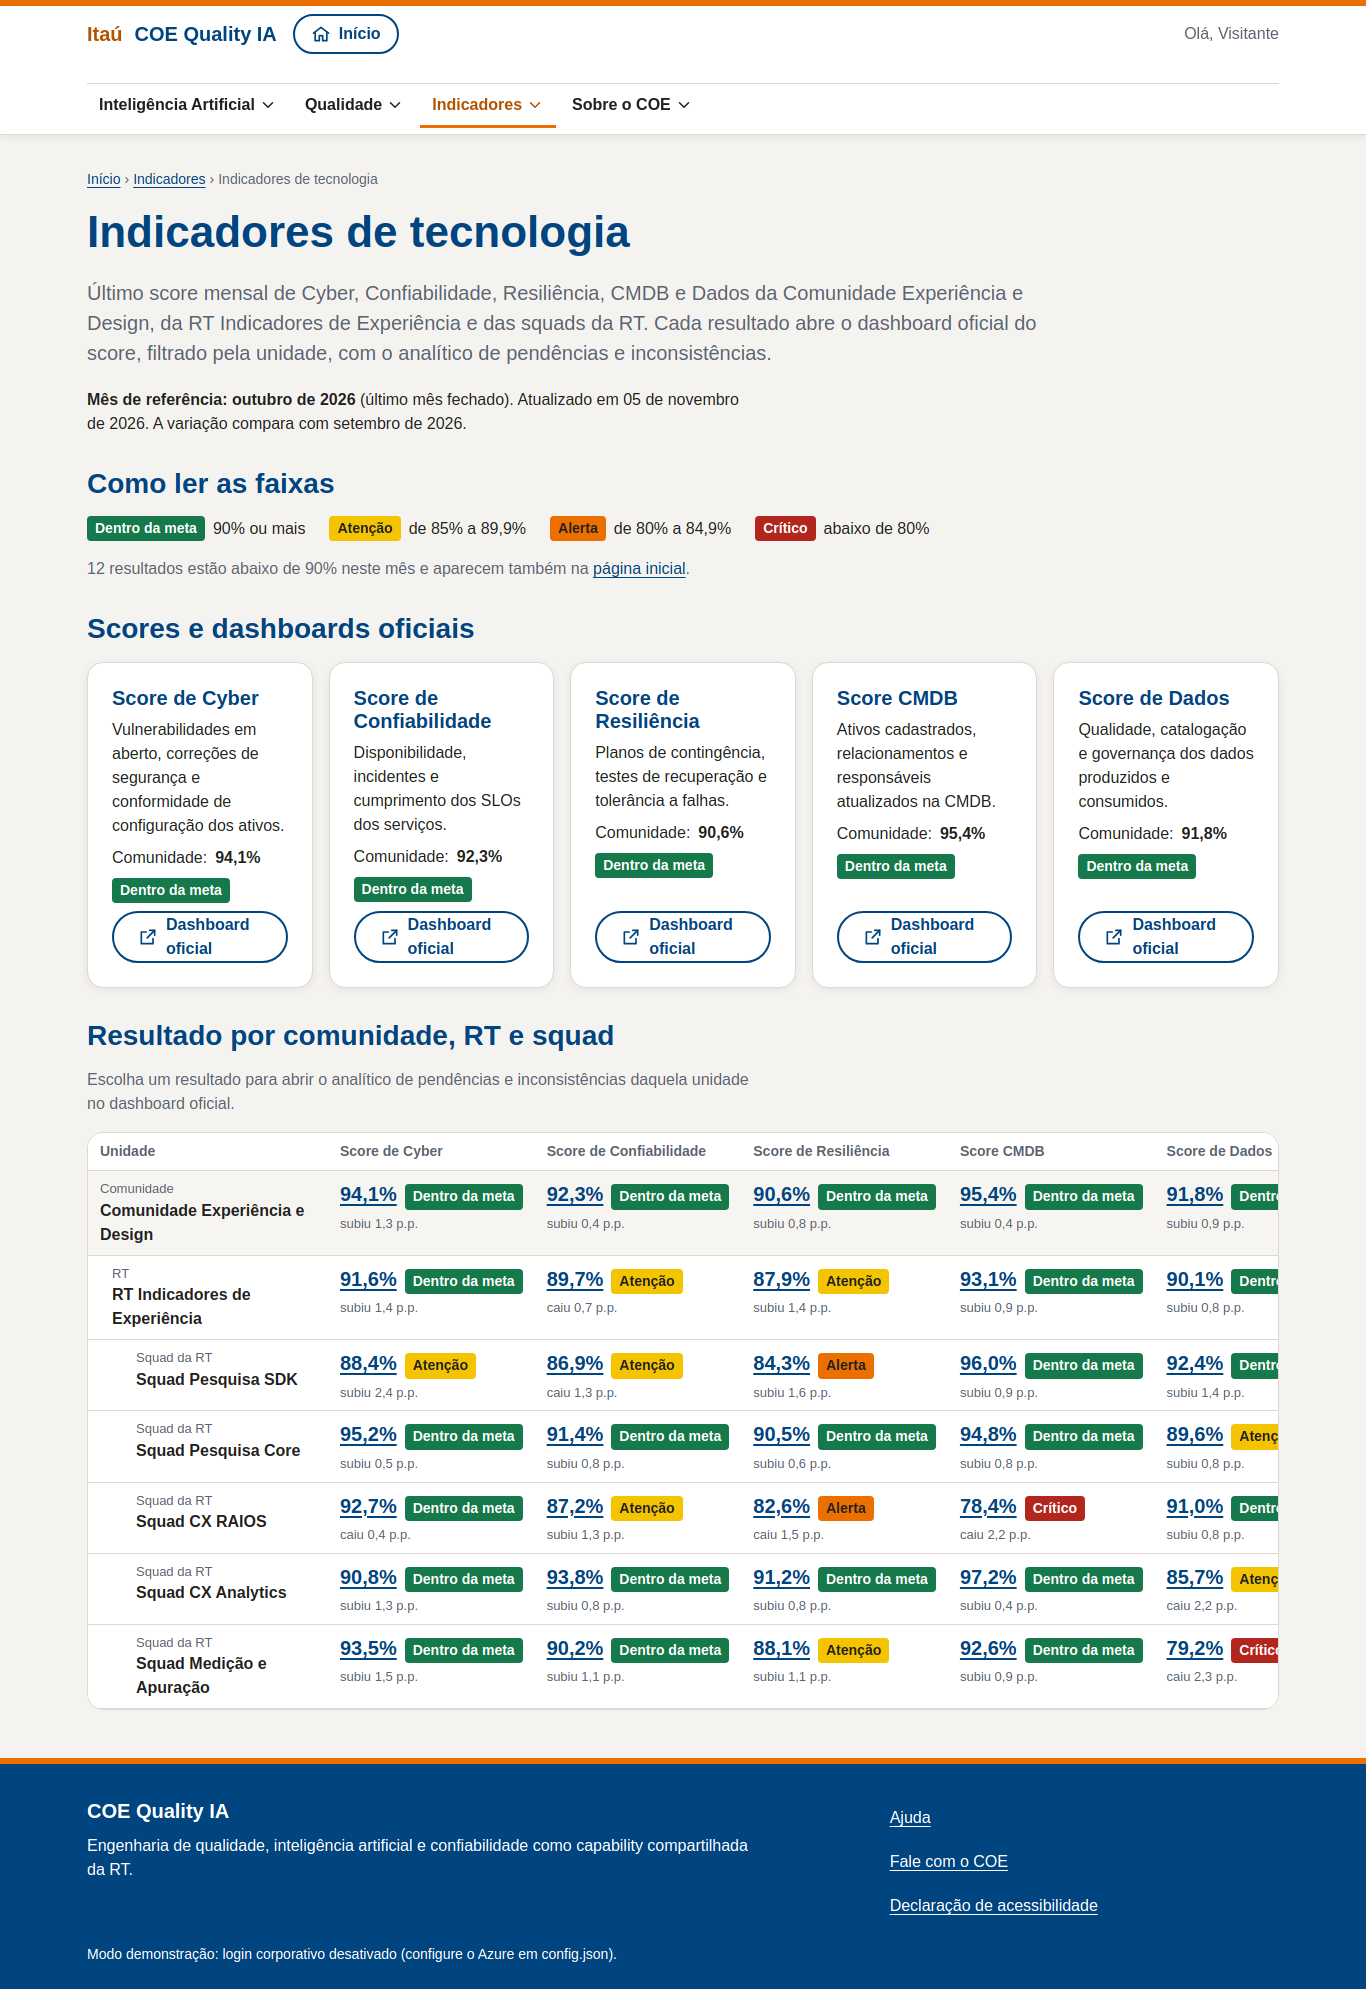 Itaú COE Quality IA Início Olá, Visitante
Inteligência Artificial Qualidade Indicadores Sobre o COE
Início › Indicadores › Indicadores de tecnologia
Indicadores de tecnologia
Último score mensal de Cyber, Confiabilidade, Resiliência, CMDB e Dados da Comunidade Experiência e
Design, da RT Indicadores de Experiência e das squads da RT. Cada resultado abre o dashboard oficial do
score, filtrado pela unidade, com o analítico de pendências e inconsistências.
Mês de referência: outubro de 2026 (último mês fechado). Atualizado em 05 de novembro
de 2026. A variação compara com setembro de 2026.
Como ler as faixas
Dentro da meta 90% ou mais Atenção de 85% a 89,9% Alerta de 80% a 84,9% Crítico abaixo de 80%
12 resultados estão abaixo de 90% neste mês e aparecem também na página inicial.
Scores e dashboards oficiais
Score de Cyber
Vulnerabilidades em
aberto, correções de
segurança e
conformidade de
configuração dos ativos.
Comunidade: 94,1%
Dentro da meta
Dashboard
oficial
Score de
Confiabilidade
Disponibilidade,
incidentes e
cumprimento dos SLOs
dos serviços.
Comunidade: 92,3%
Dentro da meta
Dashboard
oficial
Score de
Resiliência
Planos de contingência,
testes de recuperação e
tolerância a falhas.
Comunidade: 90,6%
Dentro da meta
Dashboard
oficial
Score CMDB
Ativos cadastrados,
relacionamentos e
responsáveis
atualizados na CMDB.
Comunidade: 95,4%
Dentro da meta
Dashboard
oficial
Score de Dados
Qualidade, catalogação
e governança dos dados
produzidos e
consumidos.
Comunidade: 91,8%
Dentro da meta
Dashboard
oficial
Resultado por comunidade, RT e squad
Escolha um resultado para abrir o analítico de pendências e inconsistências daquela unidade
no dashboard oficial.
Unidade Score de Cyber Score de Confiabilidade Score de Resiliência Score CMDB Score de Dados
Comunidade
Comunidade Experiência e
Design
94,1% Dentro da meta 92,3% Dentro da meta 90,6% Dentro da meta 95,4% Dentro da meta 91,8% Dentr
subiu 1,3 p.p. subiu 0,4 p.p. subiu 0,8 p.p. subiu 0,4 p.p. subiu 0,9 p.p.
RT
RT Indicadores de
Experiência
91,6% Dentro da meta 89,7% Atenção 87,9% Atenção 93,1% Dentro da meta 90,1% Dentr
subiu 1,4 p.p. caiu 0,7 p.p. subiu 1,4 p.p. subiu 0,9 p.p. subiu 0,8 p.p.
Squad da RT
Squad Pesquisa SDK
88,4% Atenção 86,9% Atenção 84,3% Alerta 96,0% Dentro da meta 92,4% Dentr
subiu 2,4 p.p. caiu 1,3 p.p. subiu 1,6 p.p. subiu 0,9 p.p. subiu 1,4 p.p.
Squad da RT
Squad Pesquisa Core
95,2% Dentro da meta 91,4% Dentro da meta 90,5% Dentro da meta 94,8% Dentro da meta 89,6% Atenç
subiu 0,5 p.p. subiu 0,8 p.p. subiu 0,6 p.p. subiu 0,8 p.p. subiu 0,8 p.p.
Squad da RT
Squad CX RAIOS
92,7% Dentro da meta 87,2% Atenção 82,6% Alerta 78,4% Crítico 91,0% Dentr
caiu 0,4 p.p. subiu 1,3 p.p. caiu 1,5 p.p. caiu 2,2 p.p. subiu 0,8 p.p.
Squad da RT
Squad CX Analytics
90,8% Dentro da meta 93,8% Dentro da meta 91,2% Dentro da meta 97,2% Dentro da meta 85,7% Atenç
subiu 1,3 p.p. subiu 0,8 p.p. subiu 0,8 p.p. subiu 0,4 p.p. caiu 2,2 p.p.
Squad da RT
Squad Medição e
Apuração
93,5% Dentro da meta 90,2% Dentro da meta 88,1% Atenção 92,6% Dentro da meta 79,2% Crític
subiu 1,5 p.p. subiu 1,1 p.p. subiu 1,1 p.p. subiu 0,9 p.p. caiu 2,3 p.p.
COE Quality IA
Engenharia de qualidade, inteligência artificial e confiabilidade como capability compartilhada
da RT.
Ajuda
Fale com o COE
Declaração de acessibilidade
Modo demonstração: login corporativo desativado (configure o Azure em config.json).